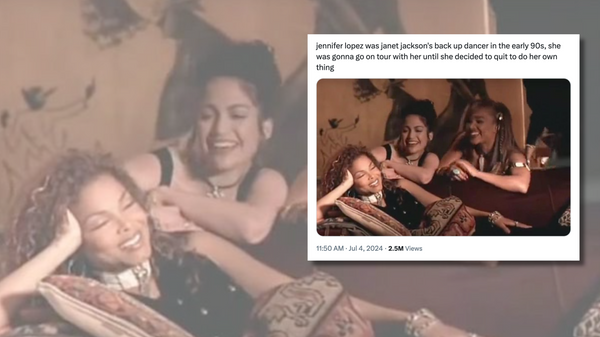 jennifer lopez was janet jackson's back up dancer in the early 90s, she
was gonna go on tour with her until she decided to quit to do her own
thing
11:50 AM · Jul 4, 2024 · 2.5M Views